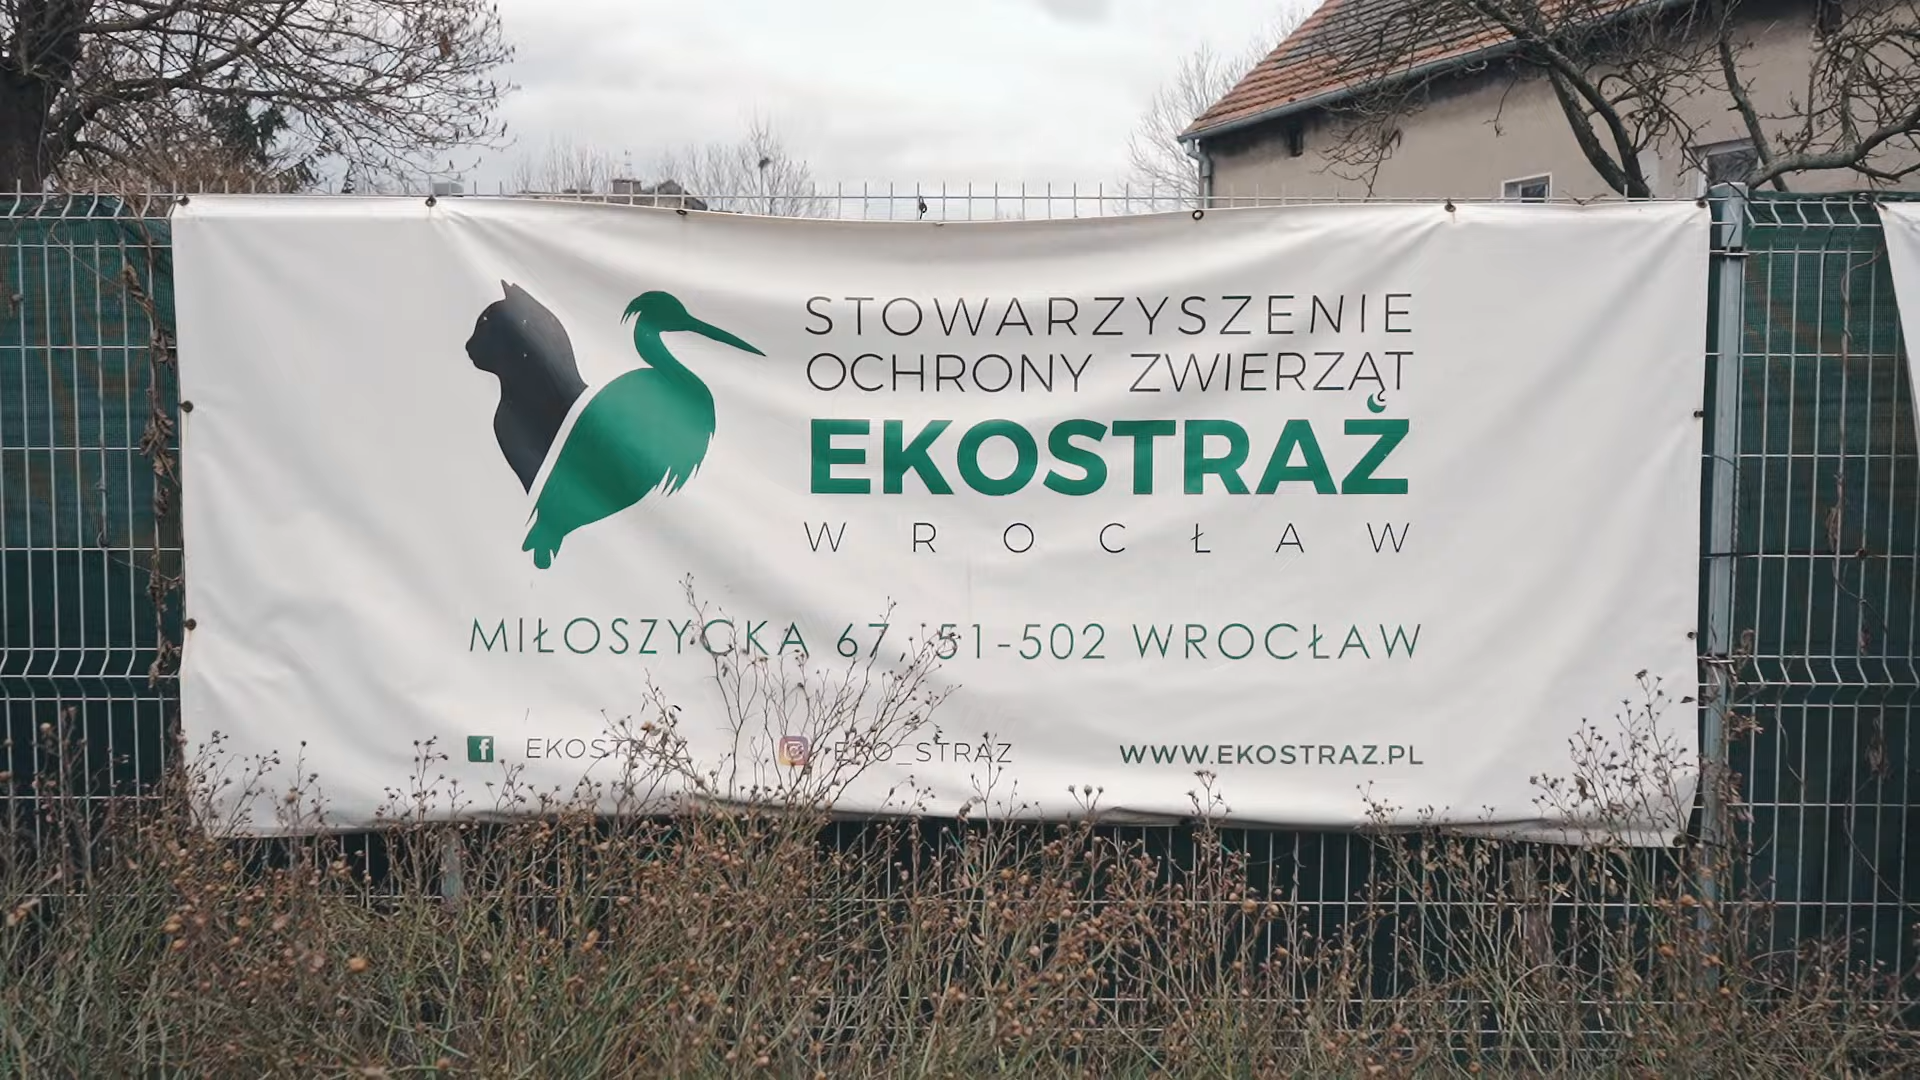 STOWARZYSZENIE
OCHRONY ZWIERZĄT
EKOSTRAŻ
WROCŁAW
MIŁOSZYCKA 67, 51-502 WROCŁAW
f EKOSTRAZ EKO_STRAZ WWW.EKOSTRAZ.PL